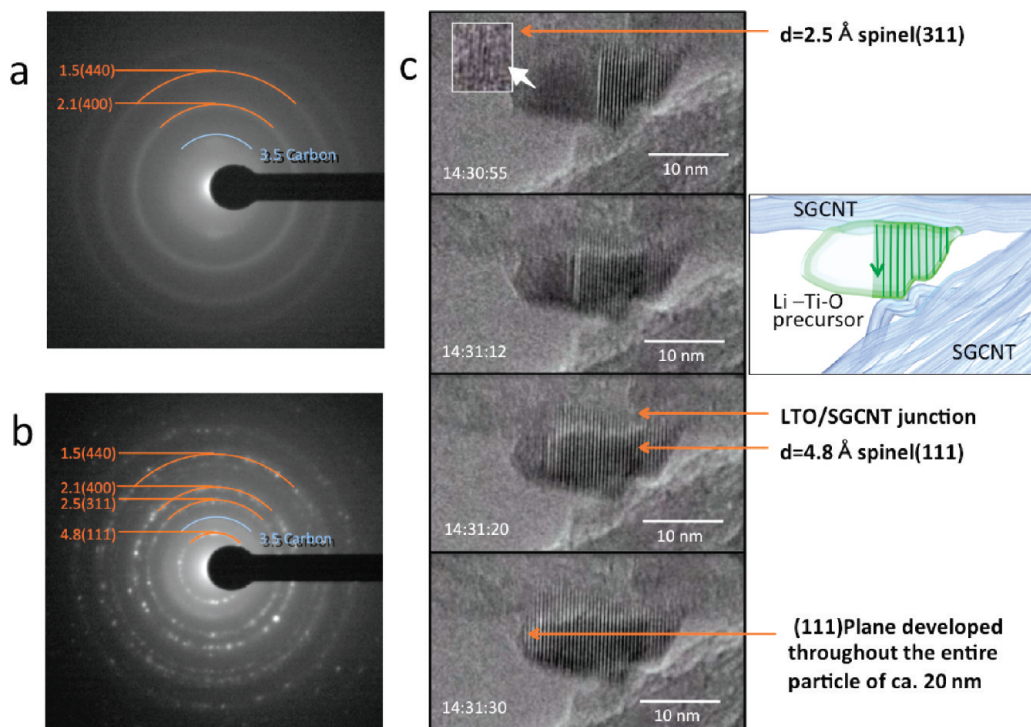 a
1.5(440)
2.1(400)
3.5 Carbon
b
1.5(440)
2.1(400)
2.5(311)
4.8(111)
3.5 Carbon
c
d=2.5 Å spinel(311)
14:30:55
10 nm
14:31:12
10 nm
SGCNT
Li –Ti-O
precursor
SGCNT
LTO/SGCNT junction
d=4.8 Å spinel(111)
14:31:20
10 nm
(111)Plane developed
throughout the entire
particle of ca. 20 nm
14:31:30
10 nm